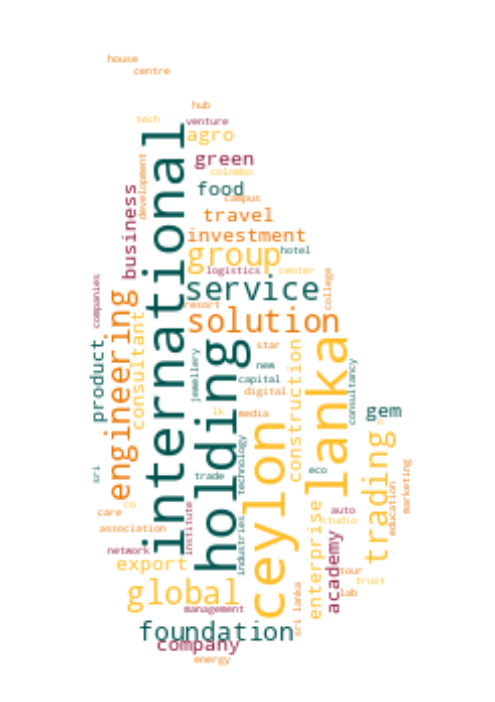 house
centre
hub
tech
venture
agro
international
development
green
colombo
food
campus
business
travel
investment
group
hotel
logistics
center
college
companies
service
resort
engineering
solution
consultant
product
holding
jewellery
star
construction
lanka
consultancy
new
capital
digital
lk
media
gem
n
ceylon
trading
technology
marketing
sri
trade
eco
education
co
care
institute
enterprise
auto
studio
association
industries
academy
network
export
tour
trust
global
lab
management
sri lanka
foundation
company
energy